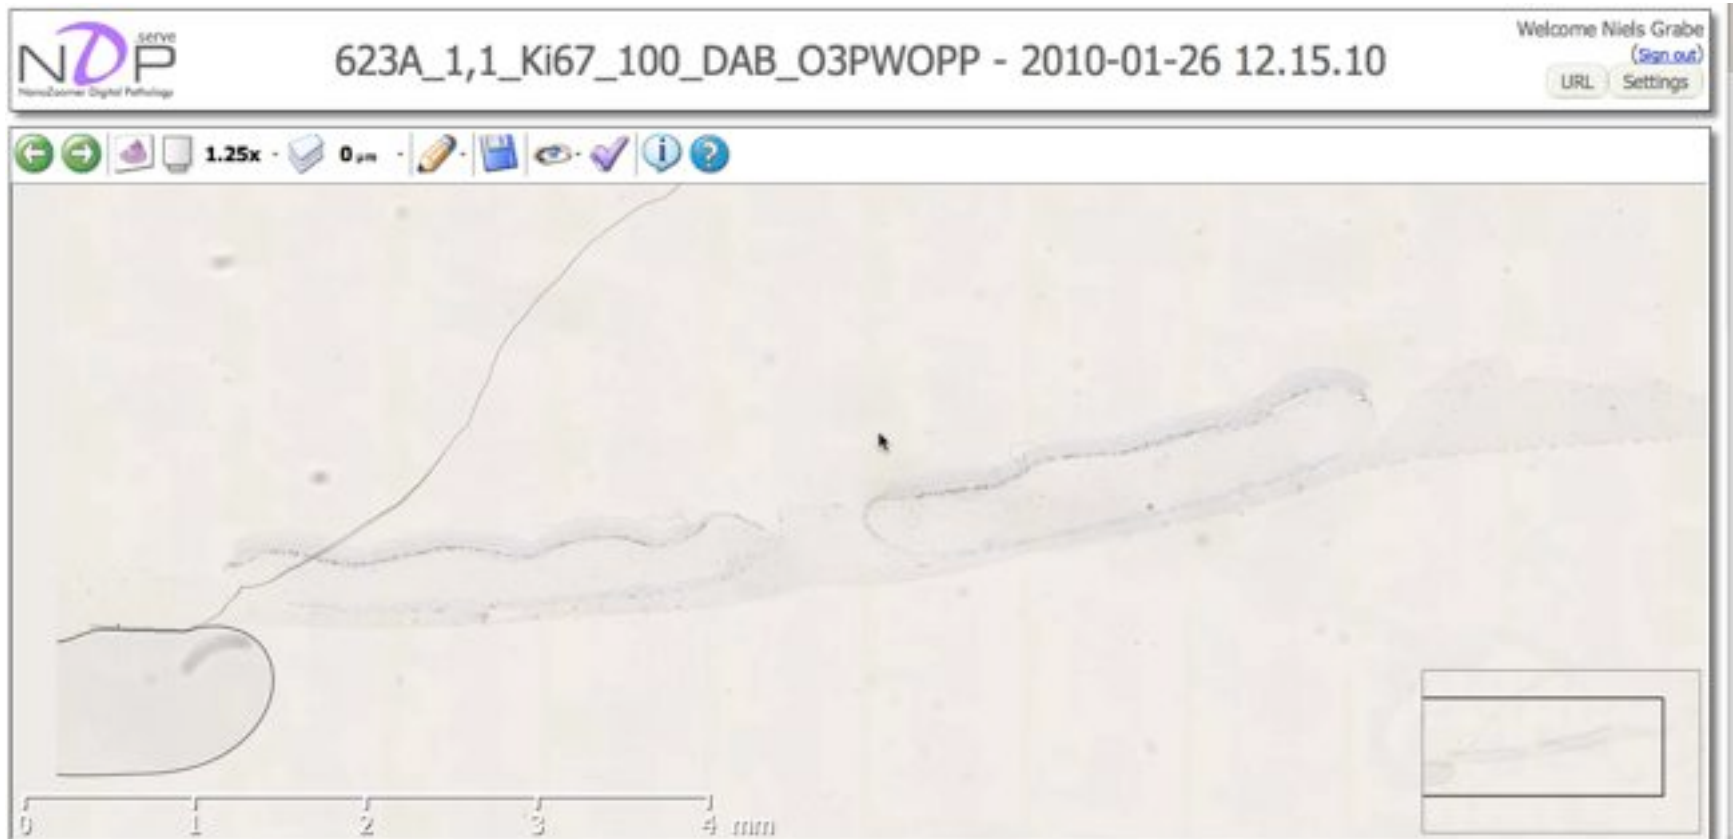 .serve
NDP
NanoZoomer Digital Pathology
623A_1,1_Ki67_100_DAB_O3PWOPP - 2010-01-26 12.15.10
Welcome Niels Grabe
(Sign out)
URL Settings
1.25x 0 µm
0 1 2 3 4 mm